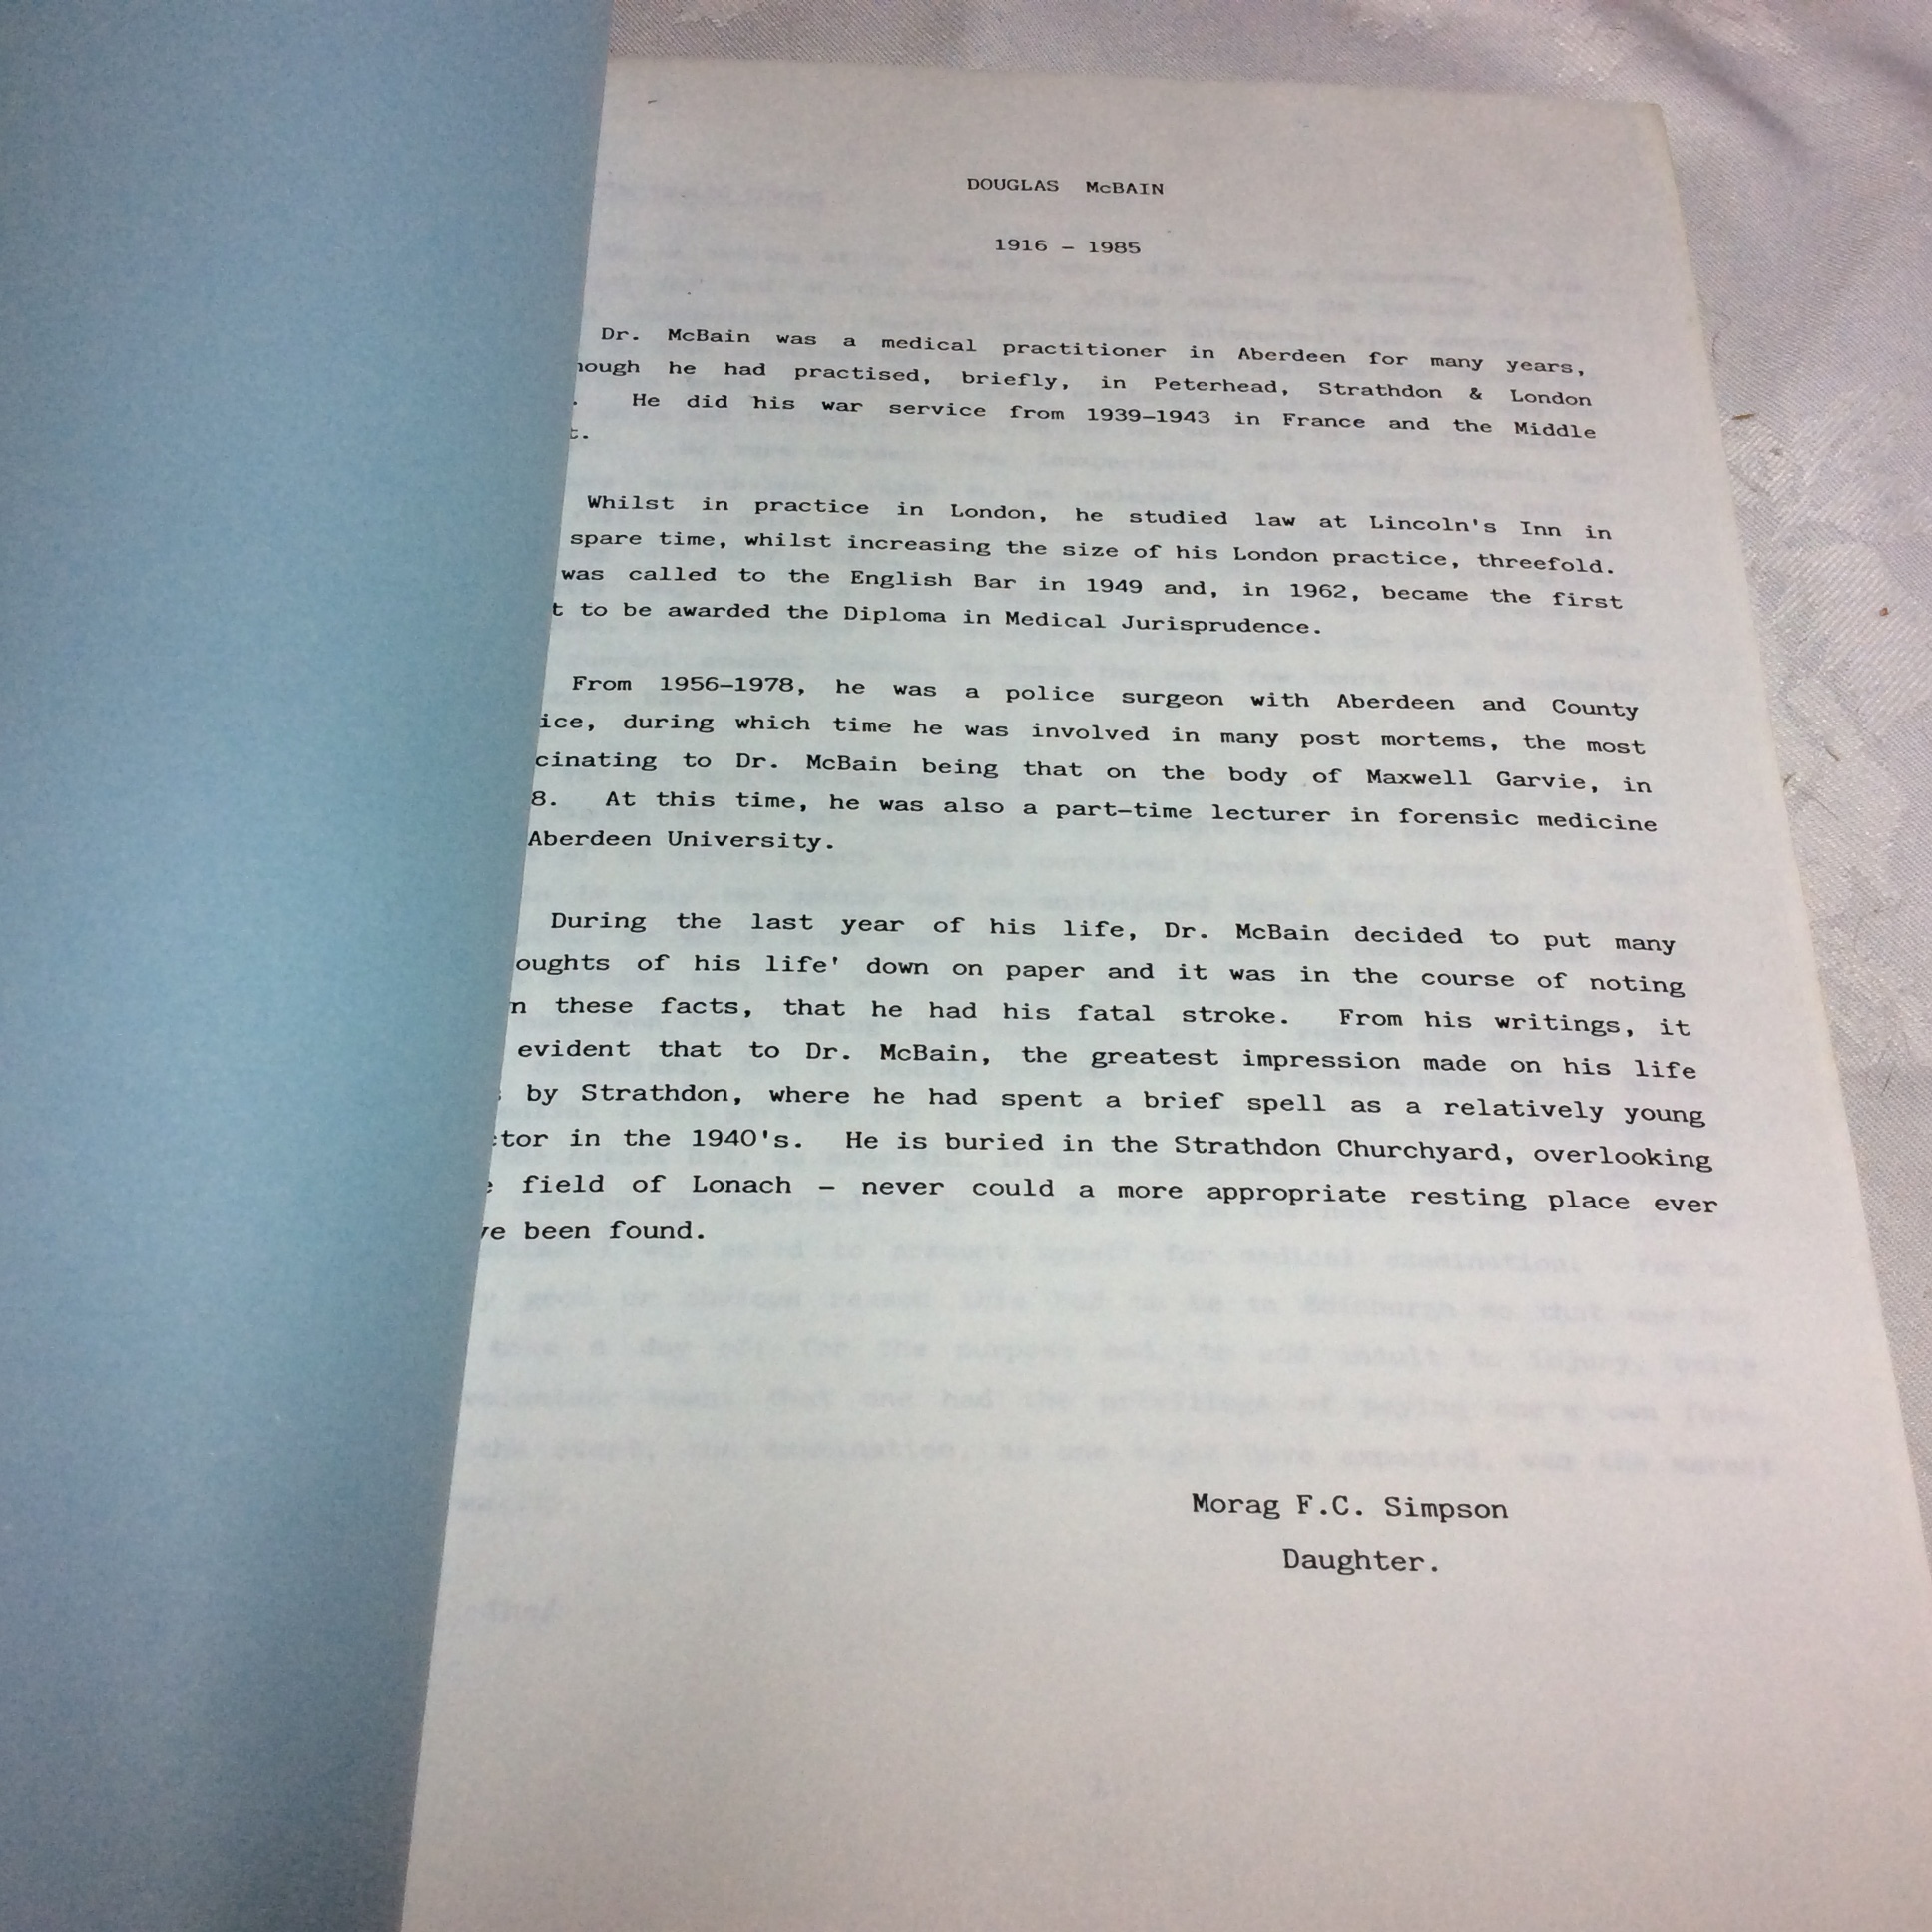 DOUGLAS McBAIN
1916 - 1985
Dr. McBain was a medical practitioner in Aberdeen for many years,
hough he had practised, briefly, in Peterhead, Strathdon & London
. He did his war service from 1939-1943 in France and the Middle
t.
Whilst in practice in London, he studied law at Lincoln's Inn in
spare time, whilst increasing the size of his London practice, threefold.
was called to the English Bar in 1949 and, in 1962, became the first
t to be awarded the Diploma in Medical Jurisprudence.
From 1956-1978, he was a police surgeon with Aberdeen and County
ice, during which time he was involved in many post mortems, the most
cinating to Dr. McBain being that on the body of Maxwell Garvie, in
8. At this time, he was also a part-time lecturer in forensic medicine
Aberdeen University.
During the last year of his life, Dr. McBain decided to put many
oughts of his life' down on paper and it was in the course of noting
n these facts, that he had his fatal stroke. From his writings, it
evident that to Dr. McBain, the greatest impression made on his life
by Strathdon, where he had spent a brief spell as a relatively young
ctor in the 1940's. He is buried in the Strathdon Churchyard, overlooking
e field of Lonach - never could a more appropriate resting place ever
ve been found.
Morag F.C. Simpson
Daughter.